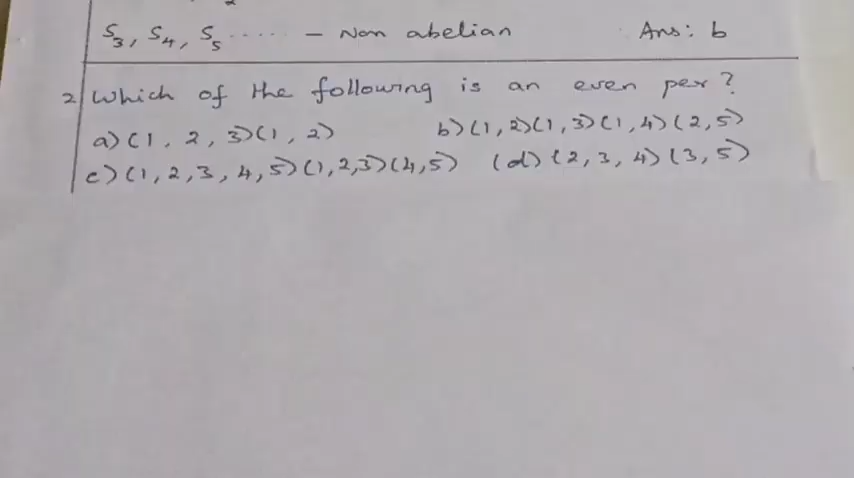 S3, S4, S5 ..... - Non abelian Ans: b
2 Which of the following is an even per?
a) (1, 2, 3)(1, 2) b) (1, 2)(1, 3)(1, 4)(2, 5)
c) (1, 2, 3, 4, 5)(1, 2, 3)(4, 5) (d) (2, 3, 4)(3, 5)